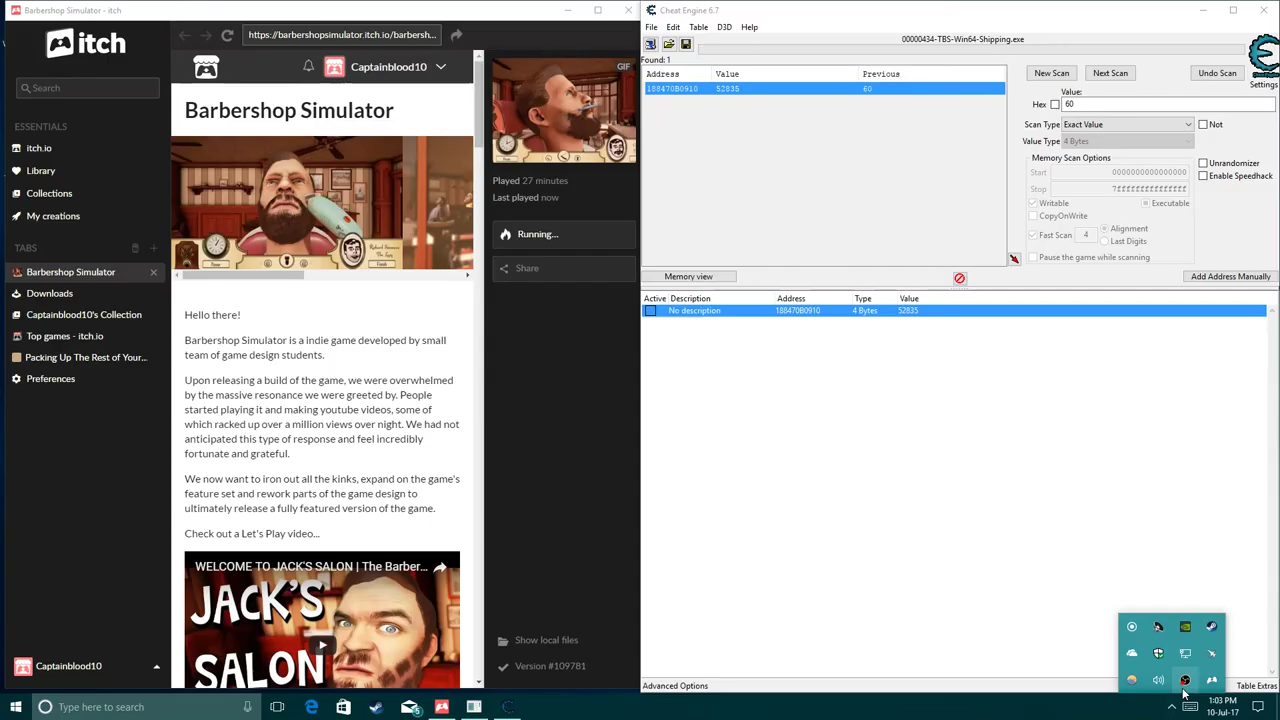 Barbershop Simulator - itch
itch
Search
ESSENTIALS
itch.io
Library
Collections
My creations
TABS
Barbershop Simulator
Downloads
Captainblood10's Collection
Top games - itch.io
Packing Up The Rest of Your...
Preferences
Captainblood10
https://barbershopsimulator.itch.io/barbersh...
Captainblood10
Barbershop Simulator
Hello there!
Barbershop Simulator is a indie game developed by small
team of game design students.
Upon releasing a build of the game, we were overwhelmed
by the massive resonance we were greeted by. People
started playing it and making youtube videos, some of
which racked up over a million views over night. We had not
anticipated this type of response and feel incredibly
fortunate and grateful.
We now want to iron out all the kinks, expand on the game's
feature set and rework parts of the game design to
ultimately release a fully featured version of the game.
Check out a Let's Play video...
WELCOME TO JACK'S SALON | The Barber...
JACK'S
SALON
GIF
Played 27 minutes
Last played now
Running...
Share
Show local files
Version #109781
Cheat Engine 6.7
File Edit Table D3D Help
00000434-TBS-Win64-Shipping.exe
Found: 1
Address Value Previous
188470B0910 52835 60
New Scan Next Scan Undo Scan
Settings
Value:
Hex 60
Scan Type Exact Value Not
Value Type 4 Bytes
Memory Scan Options
Start 0000000000000000
Stop 7fffffffffffffff
Writable Executable
CopyOnWrite
Fast Scan 4 Alignment
Last Digits
Pause the game while scanning
Unrandomizer
Enable Speedhack
Memory view Add Address Manually
Active Description Address Type Value
No description 188470B0910 4 Bytes 52835
Advanced Options Table Extras
Type here to search
1:03 PM
10-Jul-17